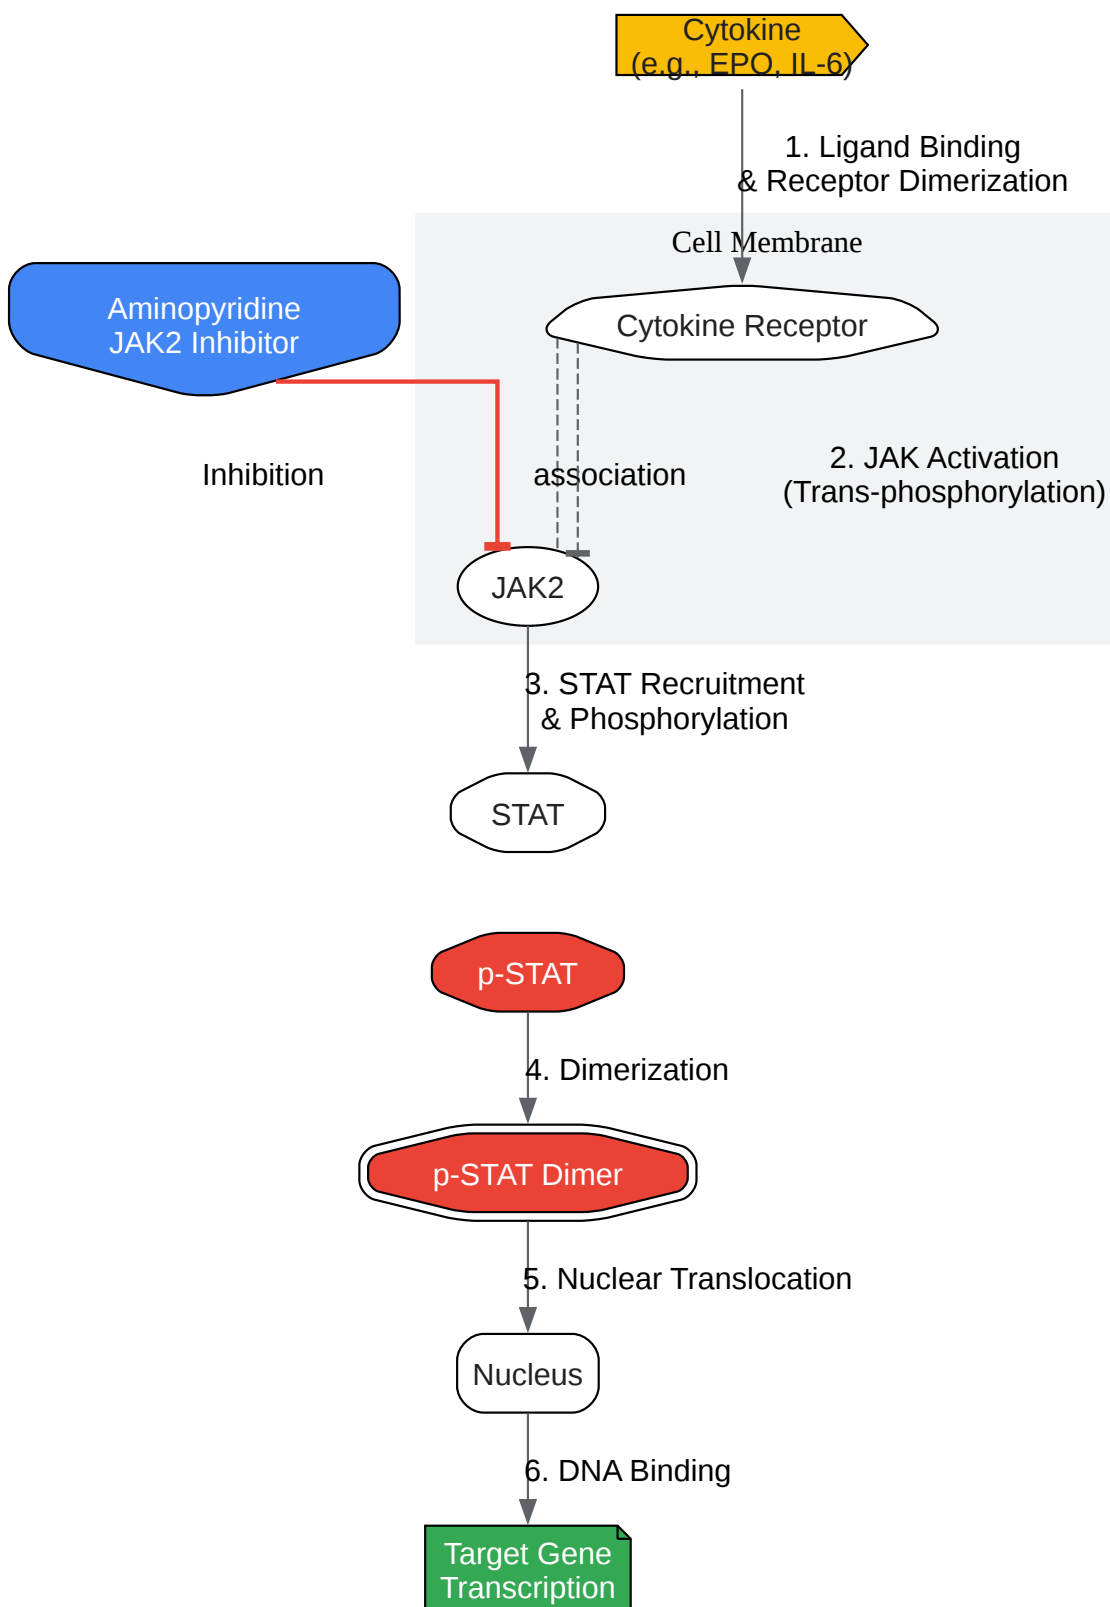 Cytokine
(e.g., EPO, IL-6)
1. Ligand Binding
& Receptor Dimerization
Cell Membrane
Aminopyridine
JAK2 Inhibitor
Cytokine Receptor
Inhibition
association
2. JAK Activation
(Trans-phosphorylation)
JAK2
3. STAT Recruitment
& Phosphorylation
STAT
p-STAT
4. Dimerization
p-STAT Dimer
5. Nuclear Translocation
Nucleus
6. DNA Binding
Target Gene
Transcription